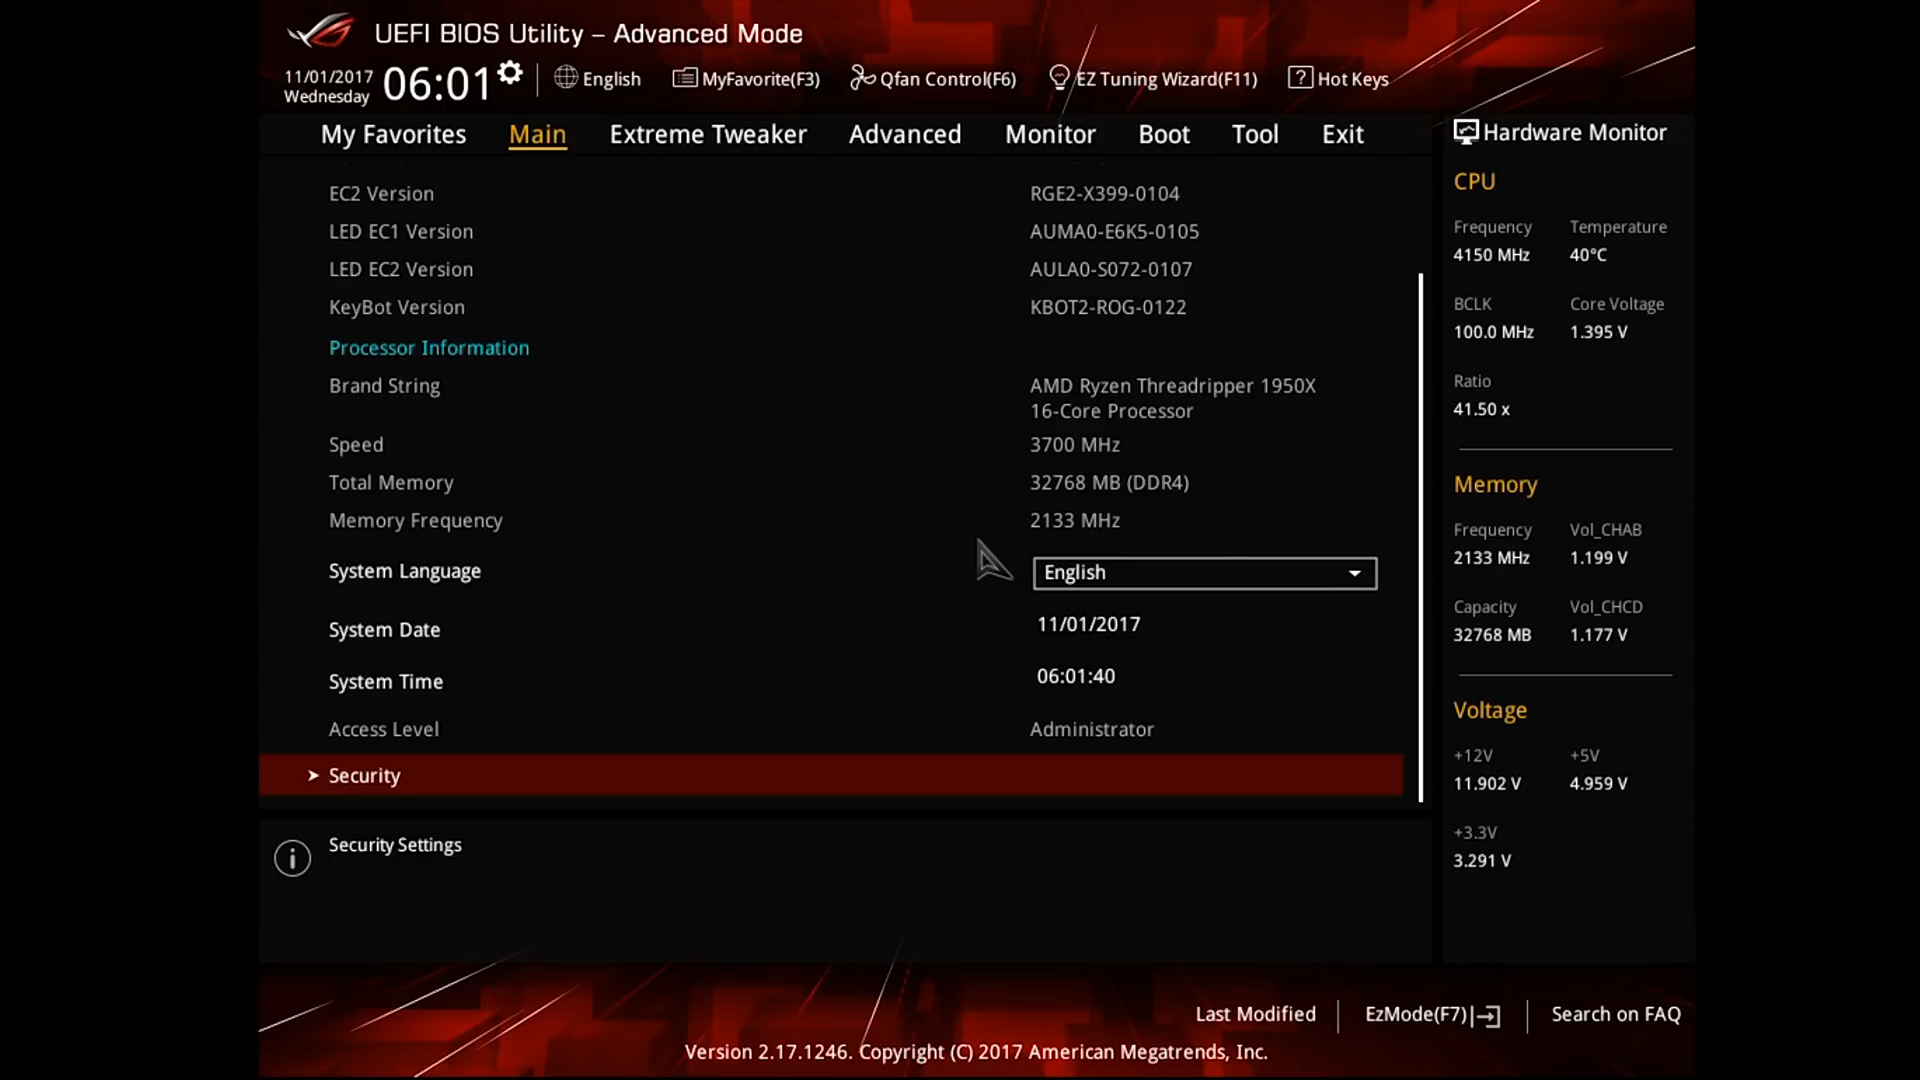 UEFI BIOS Utility – Advanced Mode
11/01/2017
Wednesday
06:01
English
MyFavorite(F3)
Qfan Control(F6)
EZ Tuning Wizard(F11)
? Hot Keys
My Favorites Main Extreme Tweaker Advanced Monitor Boot Tool Exit
EC2 Version RGE2-X399-0104
LED EC1 Version AUMA0-E6K5-0105
LED EC2 Version AULA0-S072-0107
KeyBot Version KBOT2-ROG-0122
Processor Information
Brand String AMD Ryzen Threadripper 1950X
16-Core Processor
Speed 3700 MHz
Total Memory 32768 MB (DDR4)
Memory Frequency 2133 MHz
System Language English
System Date 11/01/2017
System Time 06:01:40
Access Level Administrator
Security
Security Settings
Hardware Monitor
CPU
Frequency Temperature
4150 MHz 40°C
BCLK Core Voltage
100.0 MHz 1.395 V
Ratio
41.50 x
Memory
Frequency Vol_CHAB
2133 MHz 1.199 V
Capacity Vol_CHCD
32768 MB 1.177 V
Voltage
+12V +5V
11.902 V 4.959 V
+3.3V
3.291 V
Last Modified
EzMode(F7)
Search on FAQ
Version 2.17.1246. Copyright (C) 2017 American Megatrends, Inc.